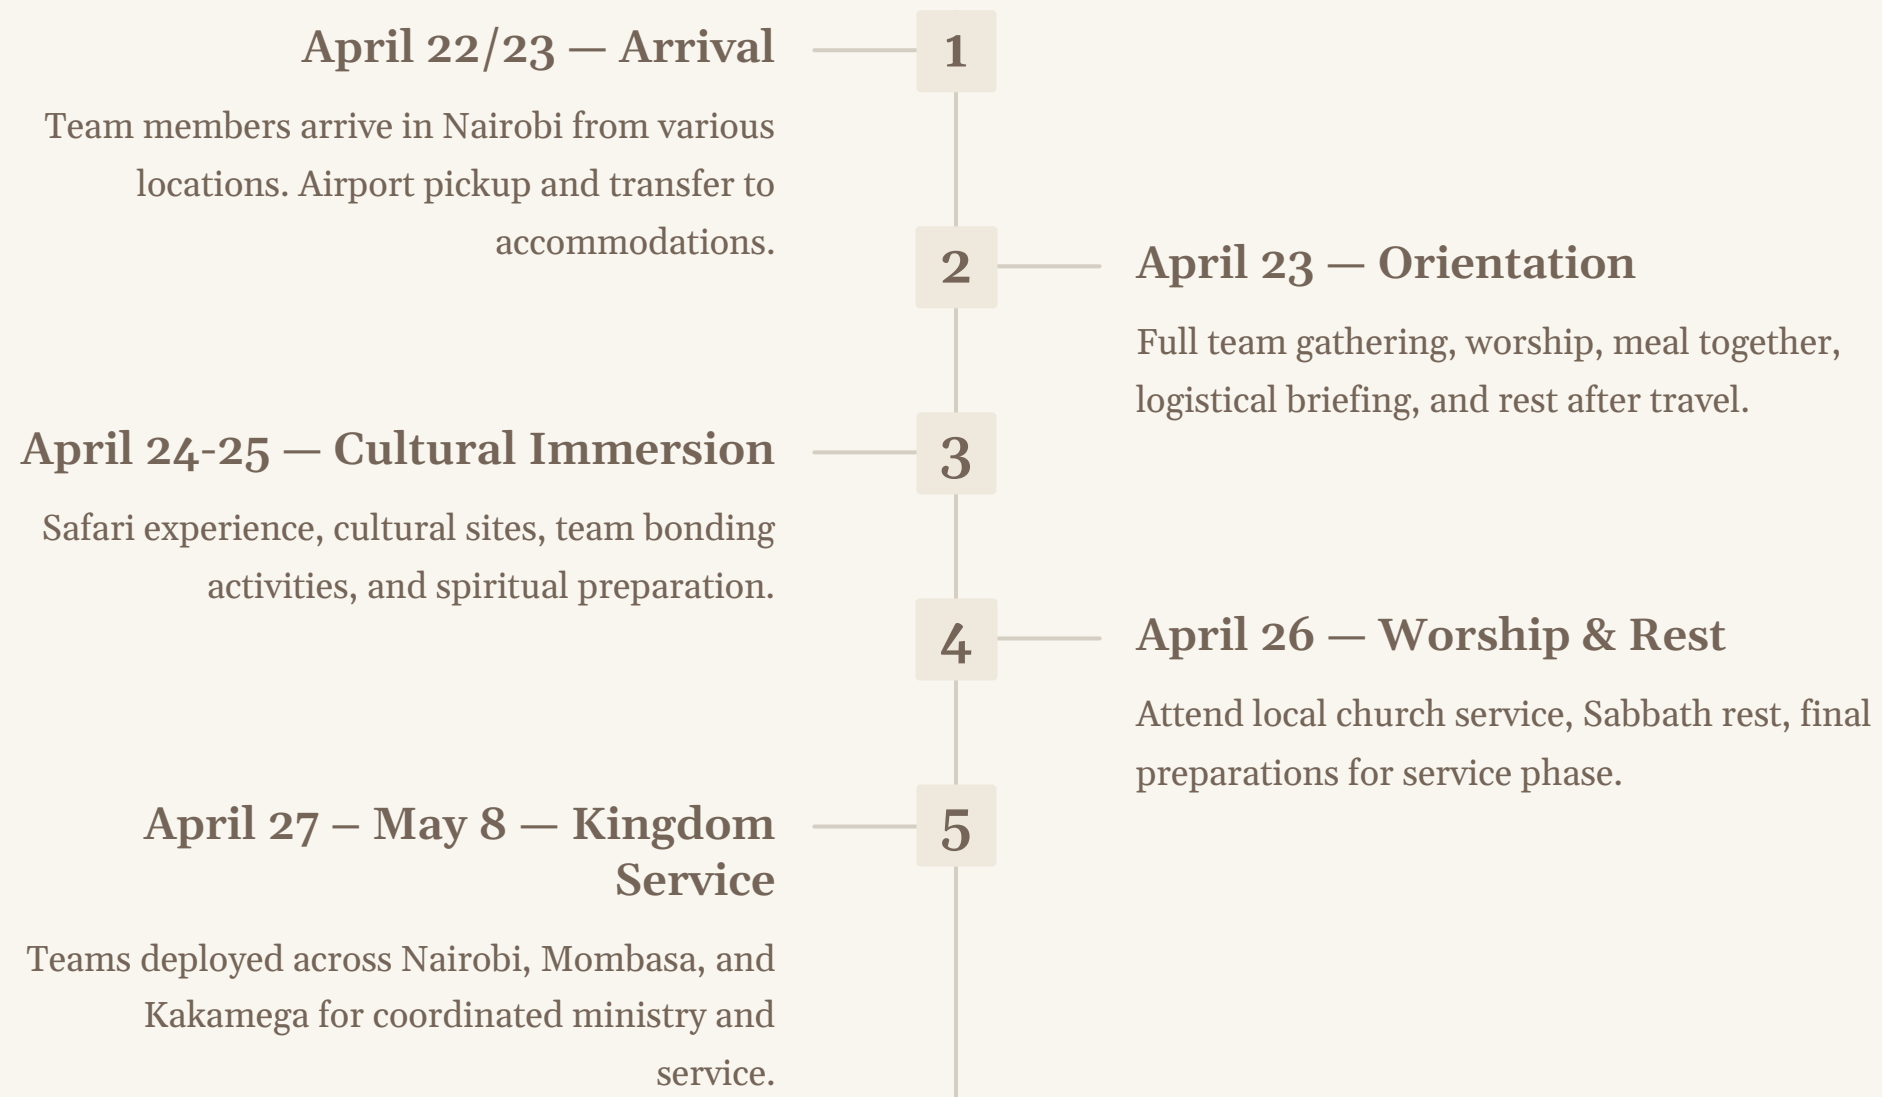 1
April 22/23 — Arrival
Team members arrive in Nairobi from various
locations. Airport pickup and transfer to
accommodations.
2
April 23 — Orientation
Full team gathering, worship, meal together,
logistical briefing, and rest after travel.
3
April 24-25 — Cultural Immersion
Safari experience, cultural sites, team bonding
activities, and spiritual preparation.
4
April 26 — Worship & Rest
Attend local church service, Sabbath rest, final
preparations for service phase.
5
April 27 – May 8 — Kingdom
Service
Teams deployed across Nairobi, Mombasa, and
Kakamega for coordinated ministry and
service.